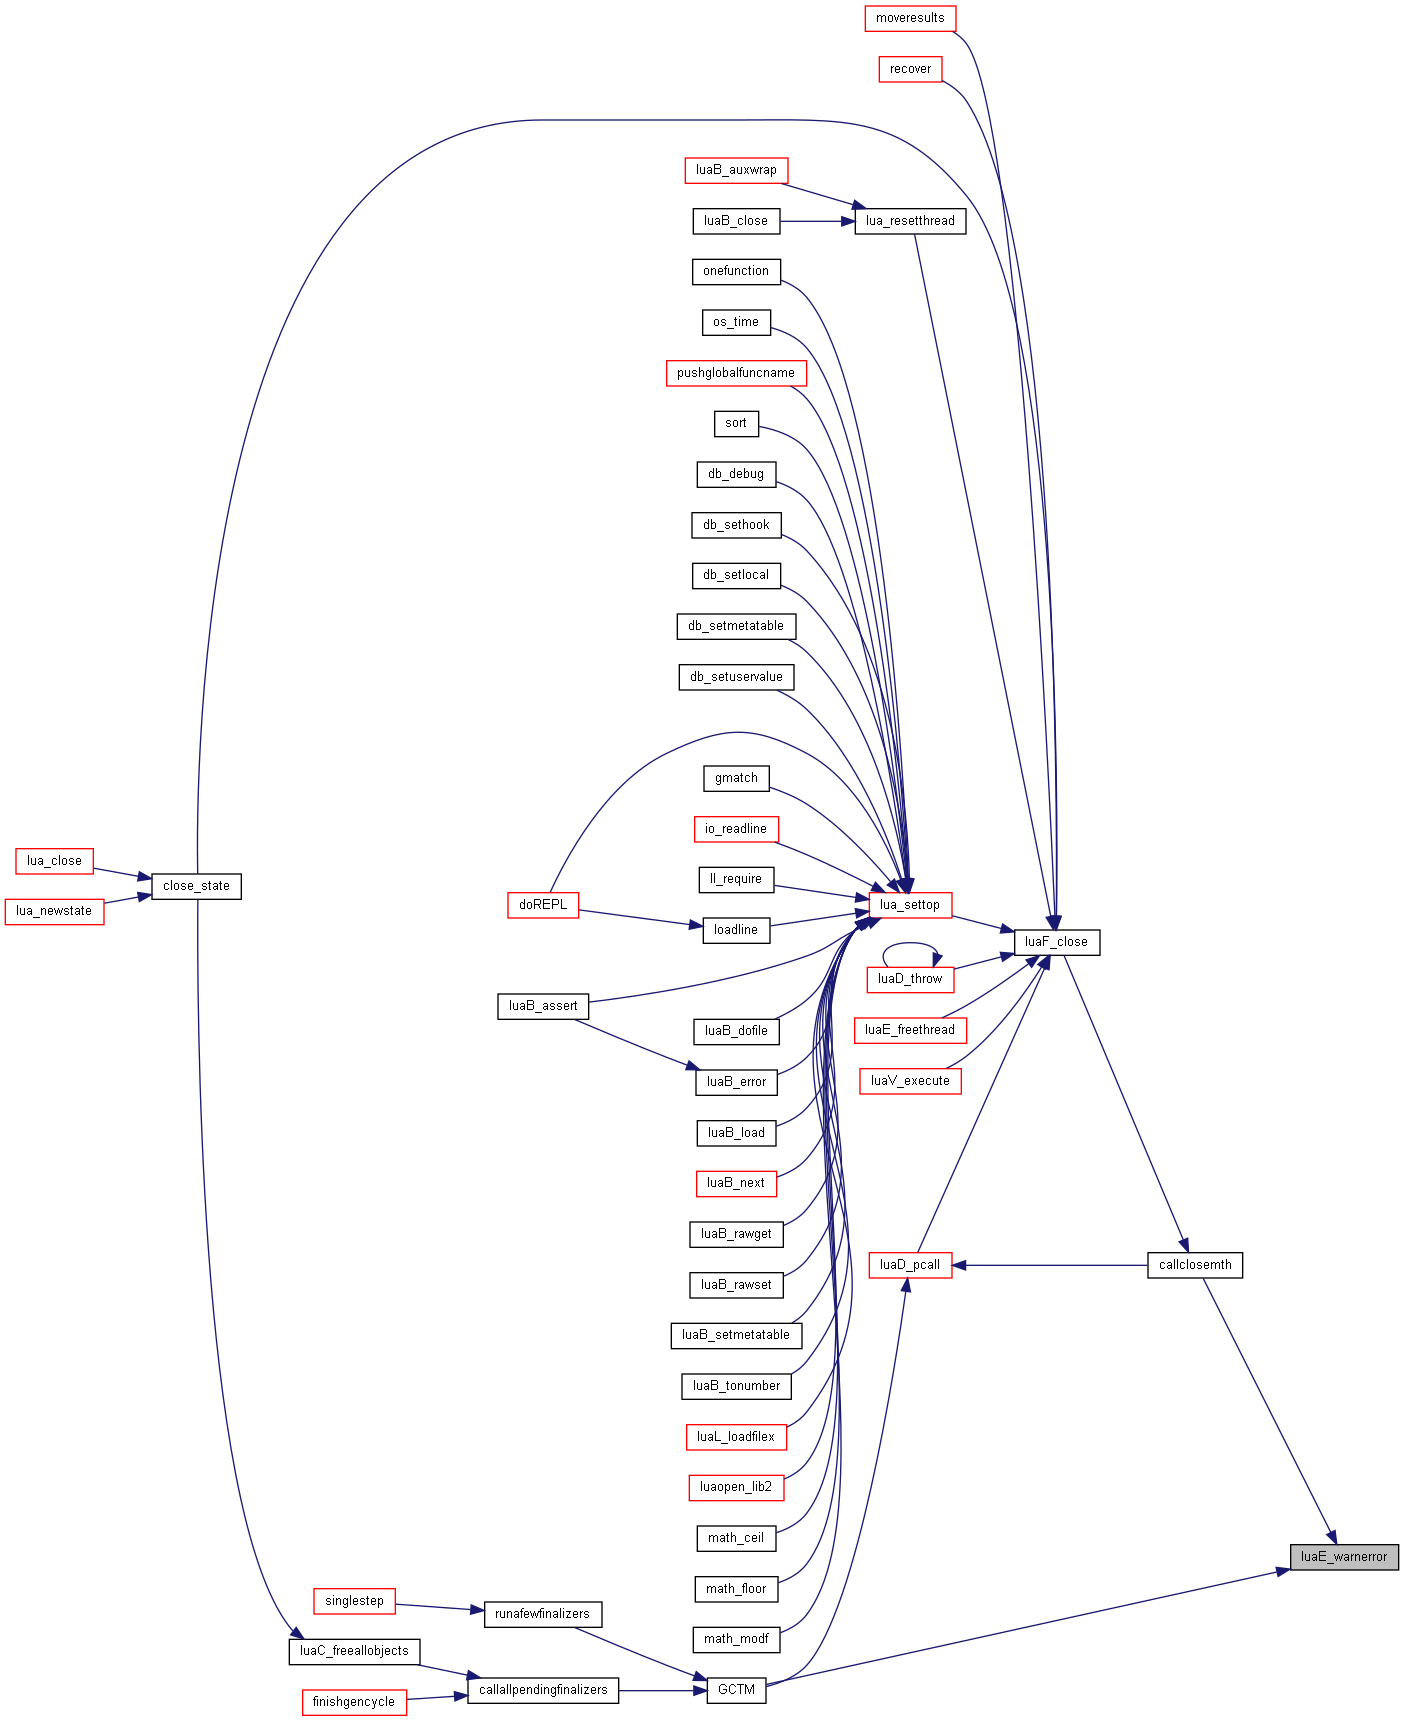 moveresults
recover
luaB_auxwrap
luaB_close
lua_resetthread
onefunction
os_time
pushglobalfuncname
sort
db_debug
db_sethook
db_setlocal
db_setmetatable
db_setuservalue
gmatch
io_readline
lua_close
ll_require
close_state
doREPL
lua_settop
lua_newstate
loadline
luaF_close
luaD_throw
luaB_assert
luaB_dofile
luaE_freethread
luaB_error
luaV_execute
luaB_load
luaB_next
luaB_rawget
luaD_pcall
callclosemth
luaB_rawset
luaB_setmetatable
luaB_tonumber
luaL_loadfilex
luaopen_lib2
math_ceil
luaE_warnerror
math_floor
singlestep
runafewfinalizers
math_modf
luaC_freeallobjects
callallpendingfinalizers
GCTM
finishgencycle